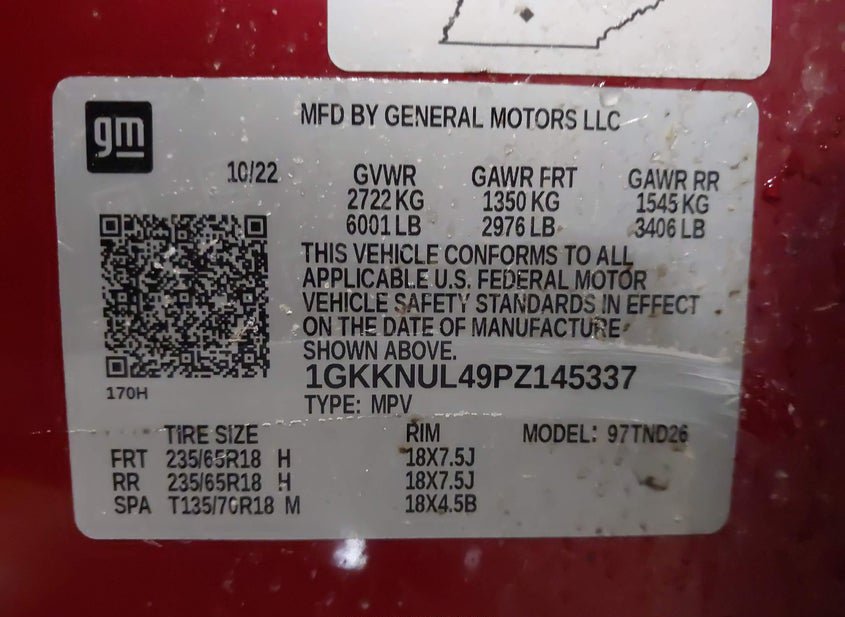 gm
MFD BY GENERAL MOTORS LLC
10/22 GVWR GAWR FRT GAWR RR
2722 KG 1350 KG 1545 KG
6001 LB 2976 LB 3406 LB
THIS VEHICLE CONFORMS TO ALL
APPLICABLE U.S. FEDERAL MOTOR
VEHICLE SAFETY STANDARDS IN EFFECT
ON THE DATE OF MANUFACTURE
SHOWN ABOVE.
170H
1GKKNUL49PZ145337
TYPE: MPV
TIRE SIZE RIM MODEL: 97TND26
FRT 235/65R18 H 18X7.5J
RR 235/65R18 H 18X7.5J
SPA T135/70R18 M 18X4.5B